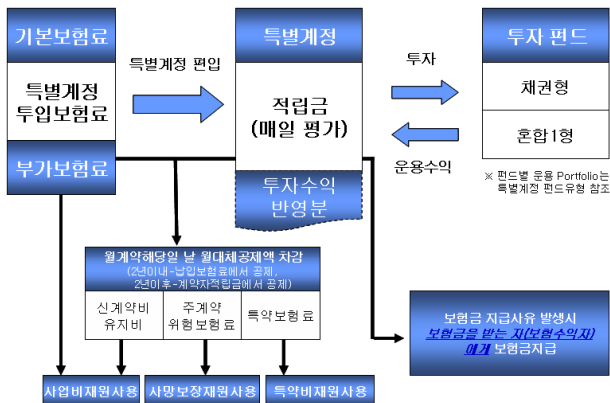 기본보험료
특별계정
투입보험료
부가보험료
특별계정 편입
특별계정
적립금
(매일 평가)
투자수익
반영분
투자
운용수익
투자 펀드
채권형
혼합1형
※ 펀드별 운용 Portfolio는
특별계정 펀드유형 참조
월계약해당일 날 월대체공제액 차감
(2년이내-납입보험료에서 공제,
2년이후-계약자적립금에서 공제)
신계약비
유지비
주계약
위험보험료
특약보험료
사업비재원사용
사망보장재원사용
특약비재원사용
보험금 지급사유 발생시
보험금을 받는 자(보험수익자)
에게 보험금지급